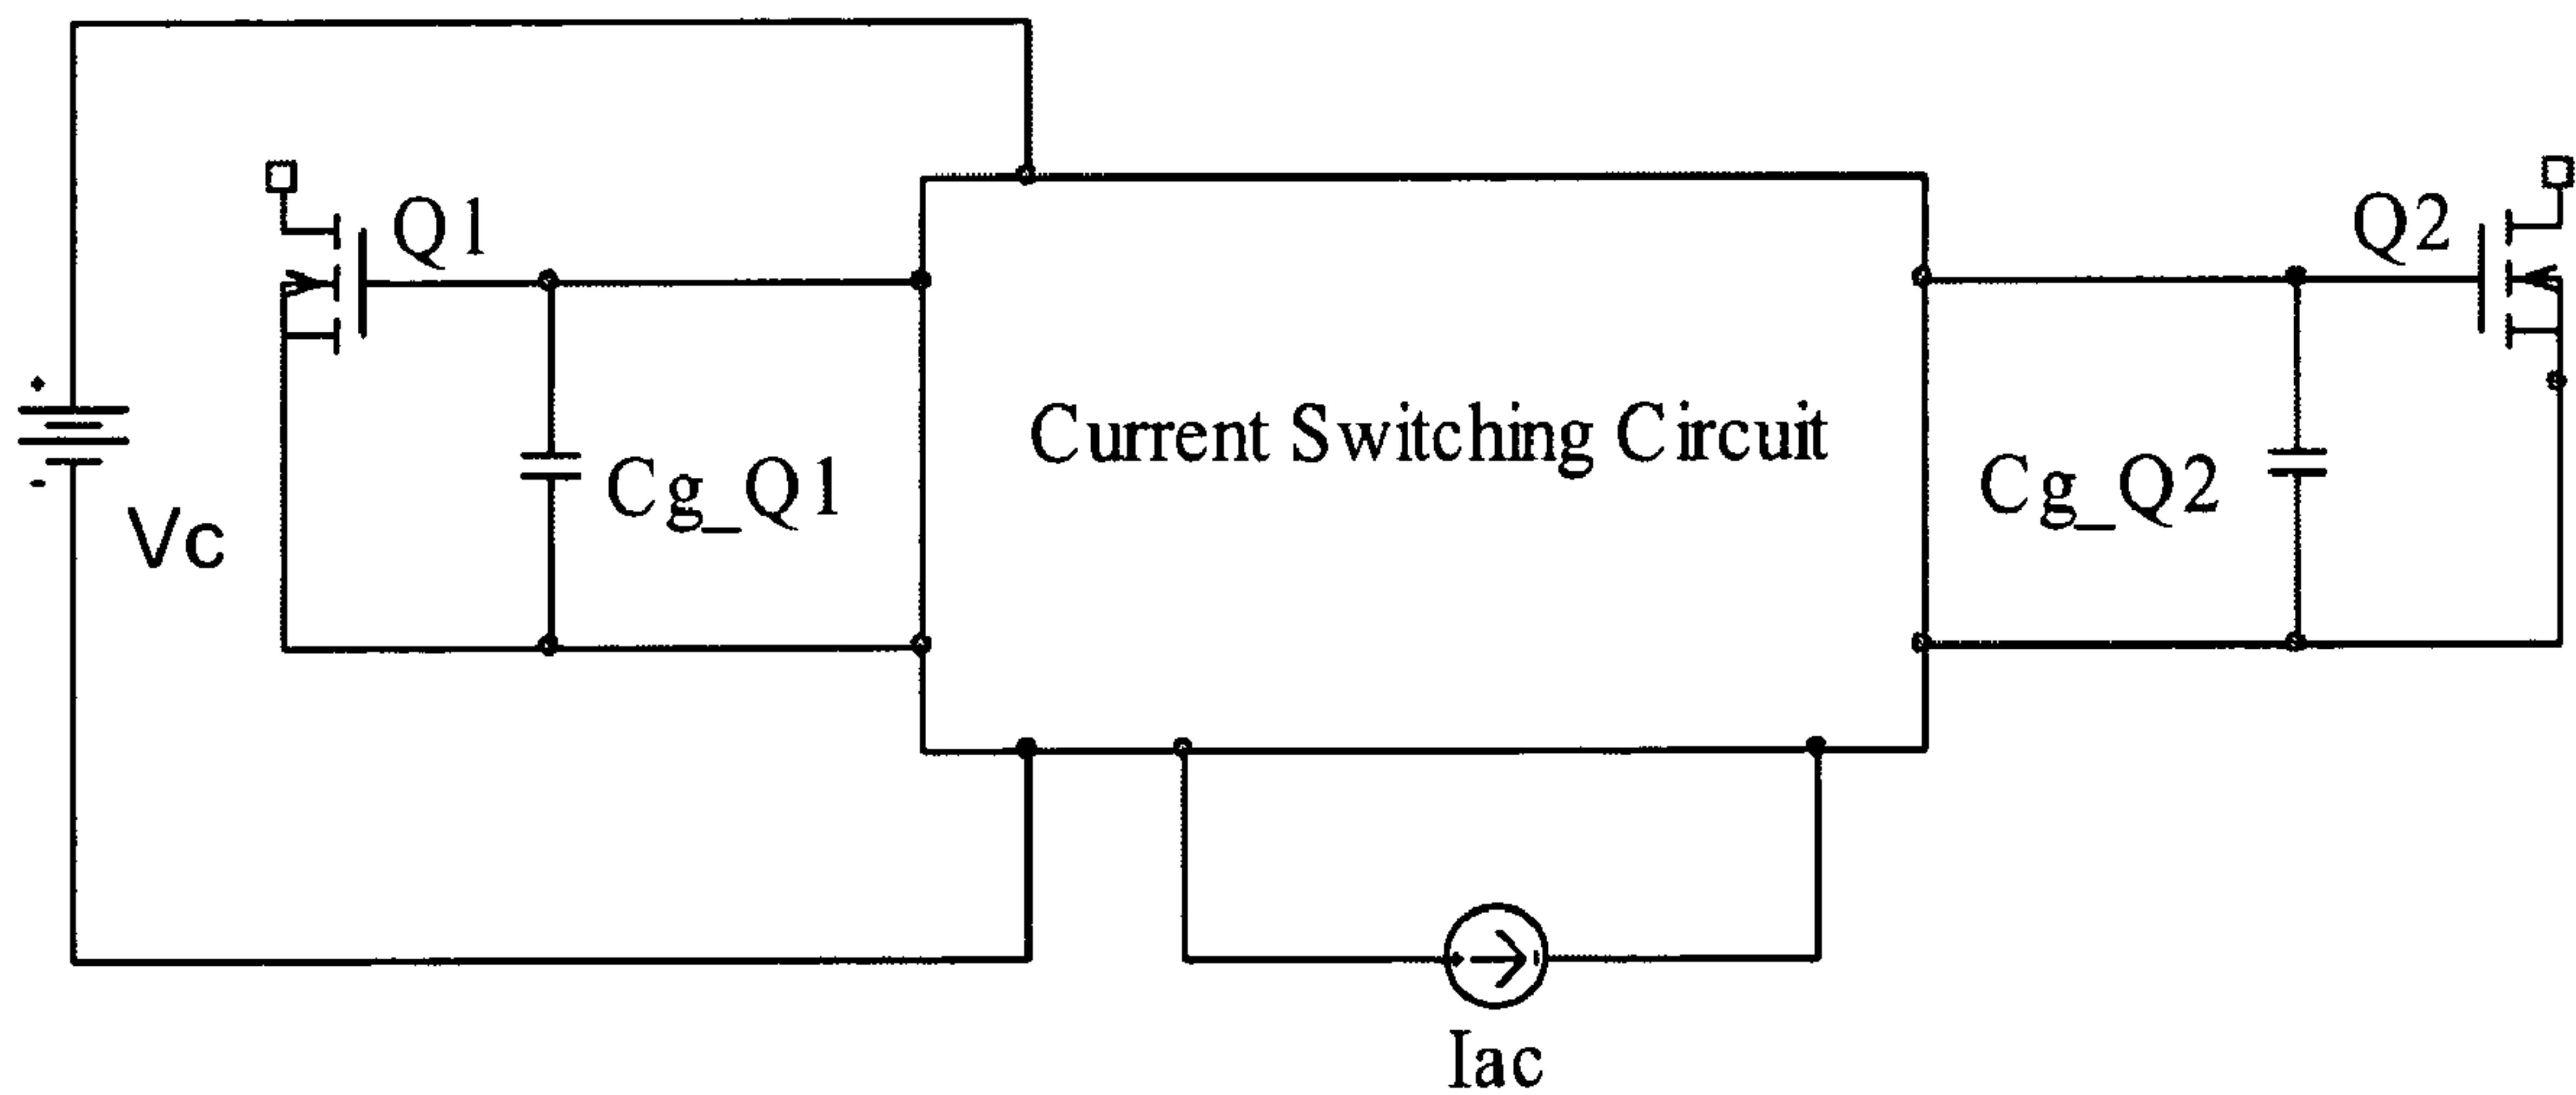 Q1
Q2
+
Current Switching Circuit
Cg_Q1
Cg_Q2
-
Vc
Iac